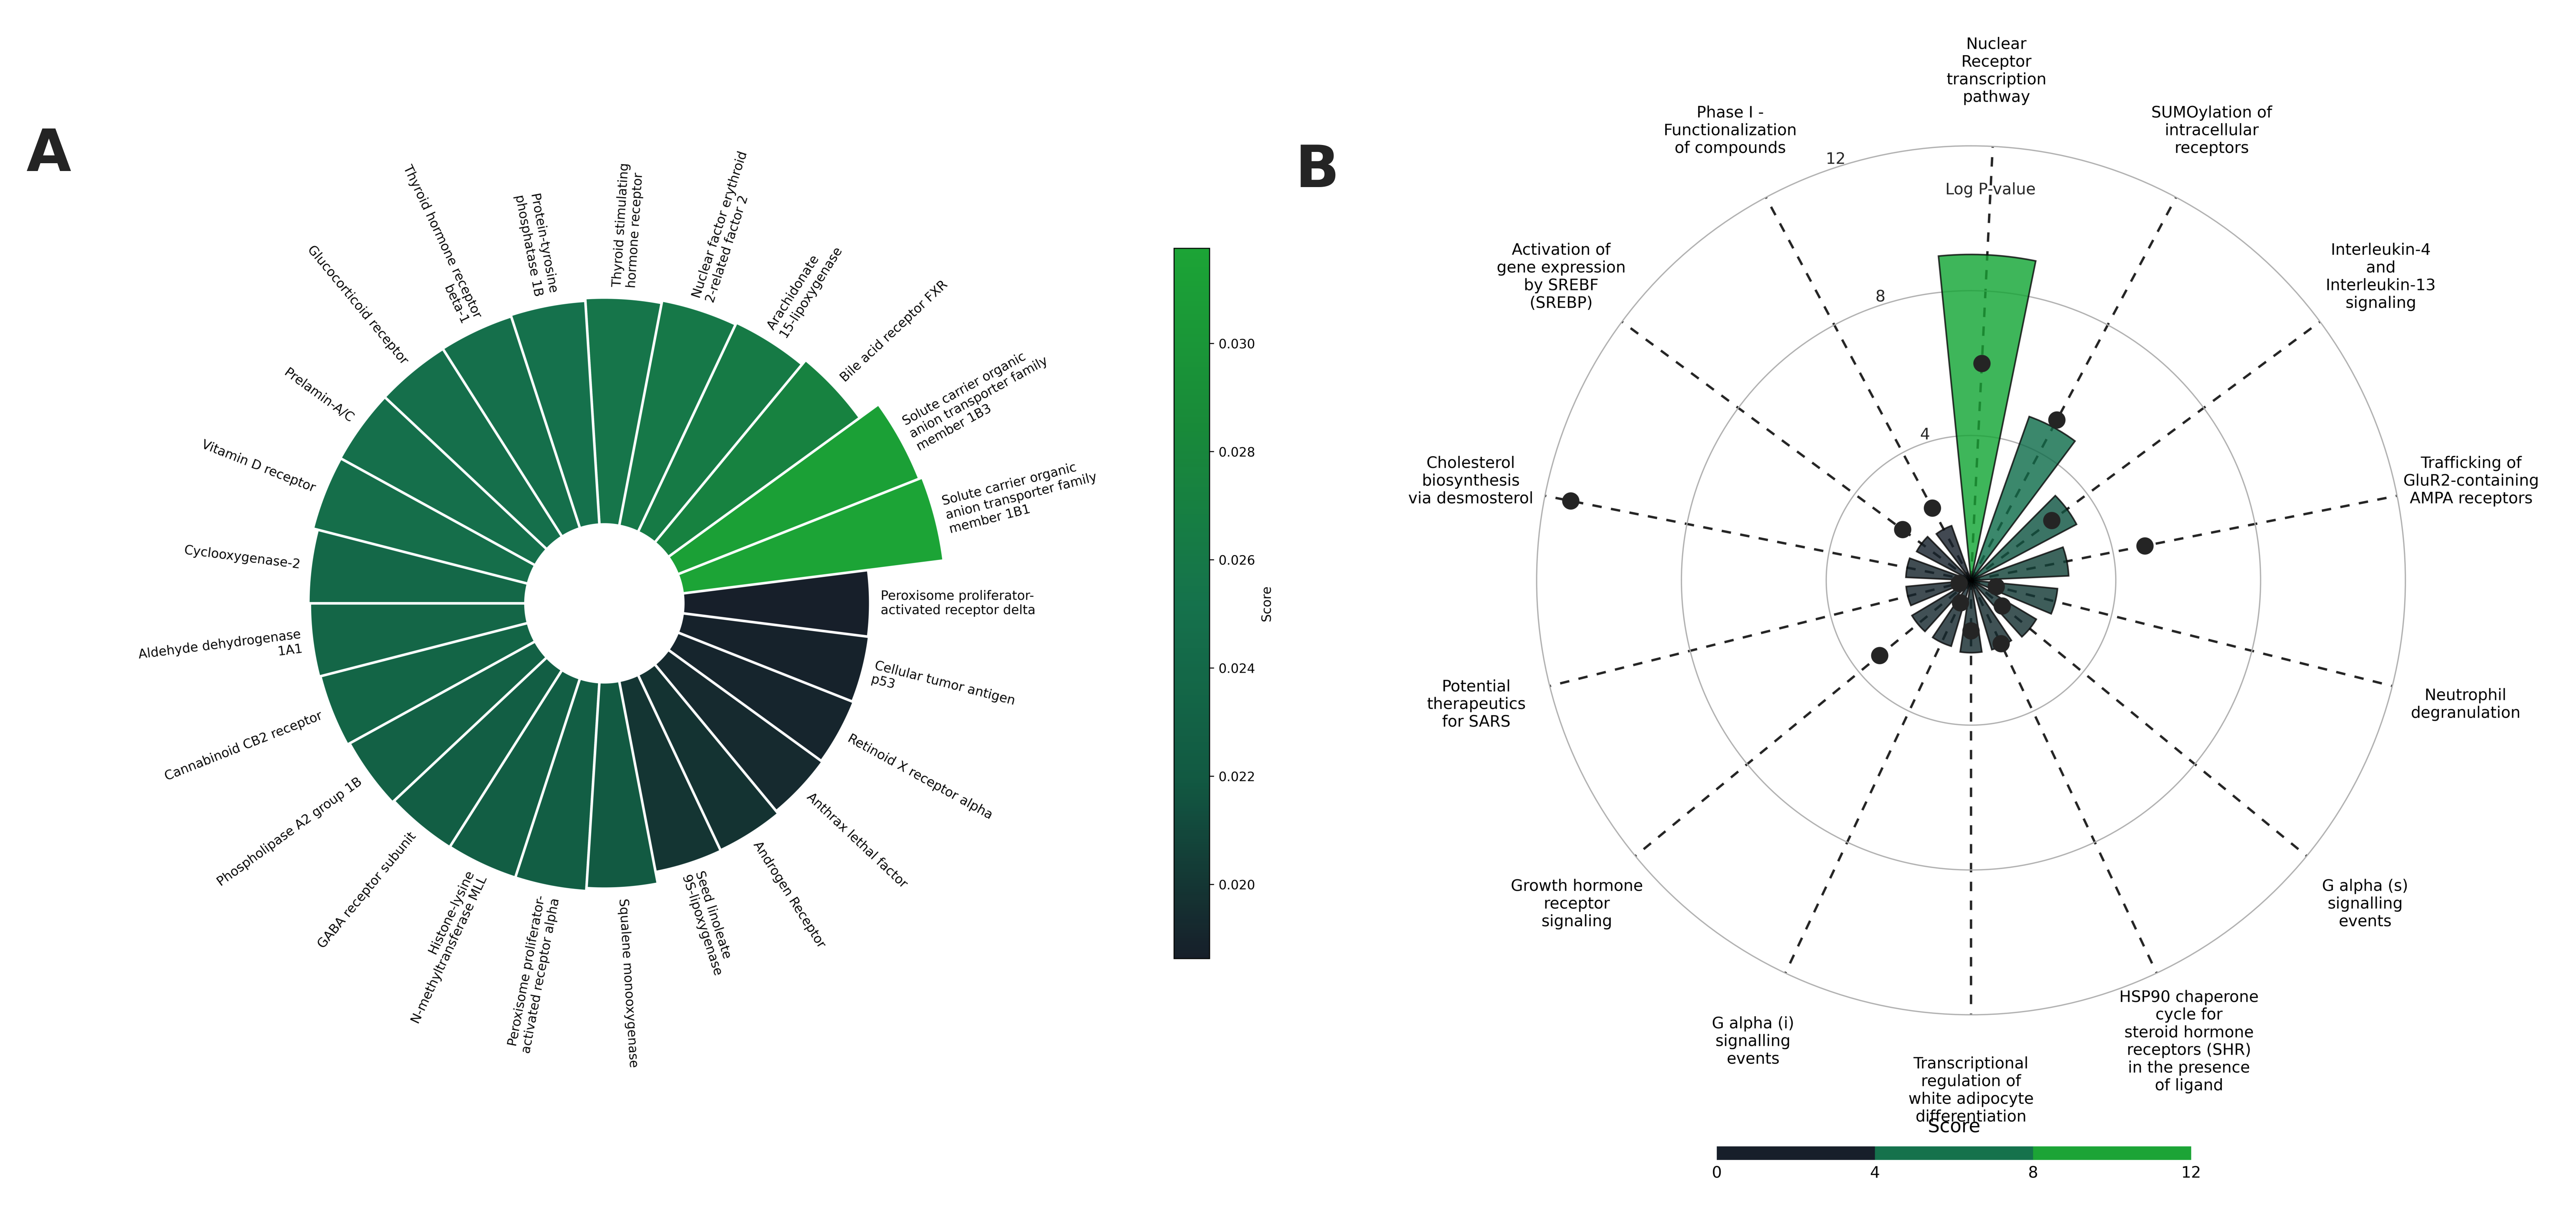 A
Thyroid hormone receptor
beta-1
Protein-tyrosine
phosphatase 1B
Thyroid stimulating
hormone receptor
Nuclear factor erythroid
2-related factor 2
Arachidonate
15-lipoxygenase
Bile acid receptor FXR
Solute carrier organic
anion transporter family
member 1B3
Solute carrier organic
anion transporter family
member 1B1
Peroxisome proliferator-
activated receptor delta
Cellular tumor antigen
p53
Retinoid X receptor alpha
Anthrax lethal factor
Androgen Receptor
Seed linoleate
9S-lipoxygenase
Squalene monooxygenase
Peroxisome proliferator-
activated receptor alpha
Histone-lysine
N-methyltransferase MLL
GABA receptor subunit
Phospholipase A2 group 1B
Cannabinoid CB2 receptor
Aldehyde dehydrogenase
1A1
Cyclooxygenase-2
Vitamin D receptor
Prelamin-A/C
Glucocorticoid receptor
0.030
0.028
0.026
0.024
0.022
0.020
Score
B
Nuclear
Receptor
transcription
pathway
SUMOylation of
intracellular
receptors
Interleukin-4
and
Interleukin-13
signaling
Trafficking of
GluR2-containing
AMPA receptors
Neutrophil
degranulation
G alpha (s)
signalling
events
HSP90 chaperone
cycle for
steroid hormone
receptors (SHR)
in the presence
of ligand
Transcriptional
regulation of
white adipocyte
differentiation
G alpha (i)
signalling
events
Growth hormone
receptor
signaling
Potential
therapeutics
for SARS
Cholesterol
biosynthesis
via desmosterol
Activation of
gene expression
by SREBF
(SREBP)
Phase I -
Functionalization
of compounds
12
Log P-value
8
4
Score
0 4 8 12